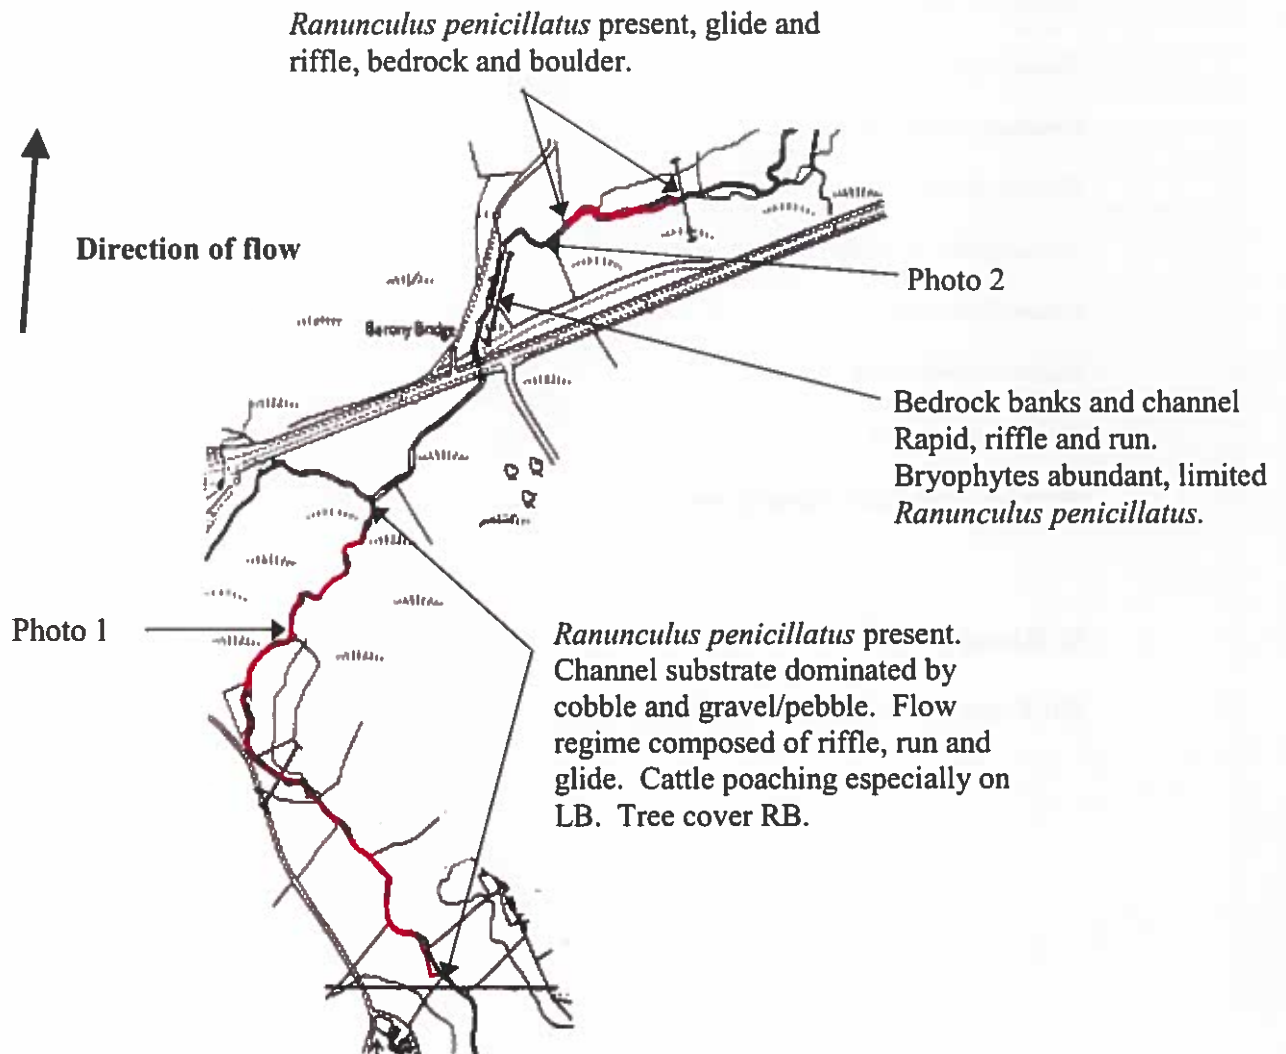 Ranunculus penicillatus present, glide and
riffle, bedrock and boulder.
Direction of flow
Photo 2
Barony Bridge
Bedrock banks and channel
Rapid, riffle and run.
Bryophytes abundant, limited
Ranunculus penicillatus.
Photo 1
Ranunculus penicillatus present.
Channel substrate dominated by
cobble and gravel/pebble. Flow
regime composed of riffle, run and
glide. Cattle poaching especially on
LB. Tree cover RB.